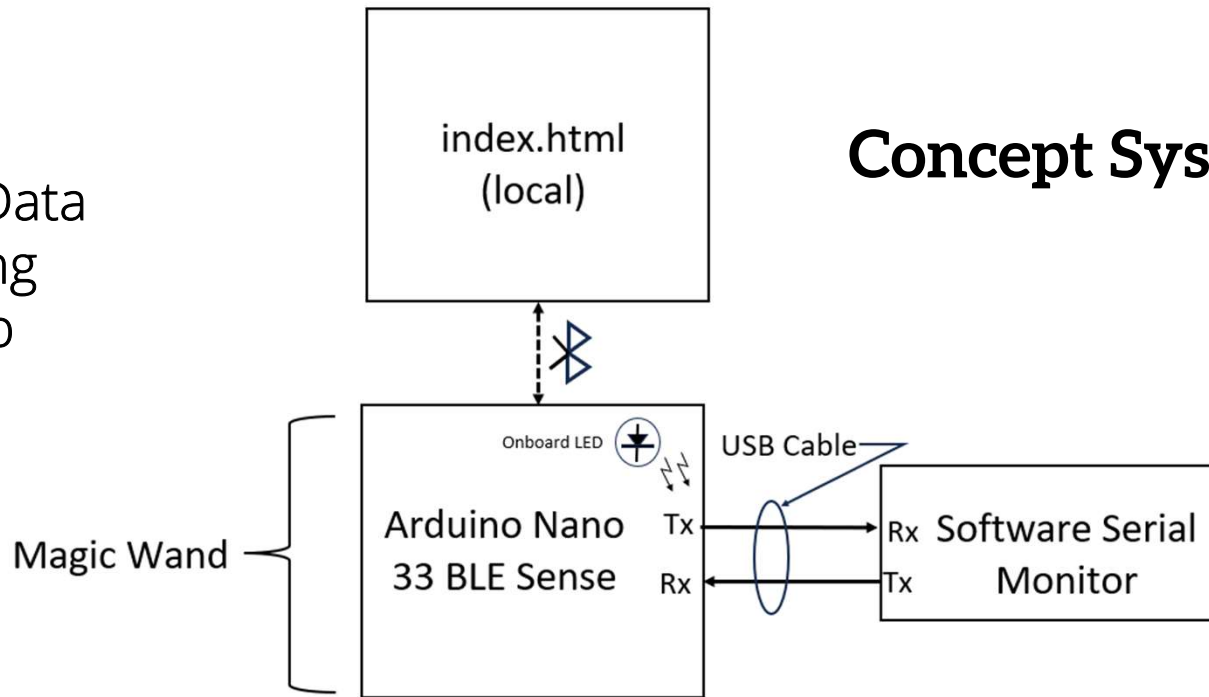 index.html
(local)
Concept Sys
Data
ng
Onboard LED
USB Cable
Magic Wand
Arduino Nano
33 BLE Sense
Tx
Rx
Rx
Tx
Software Serial
Monitor